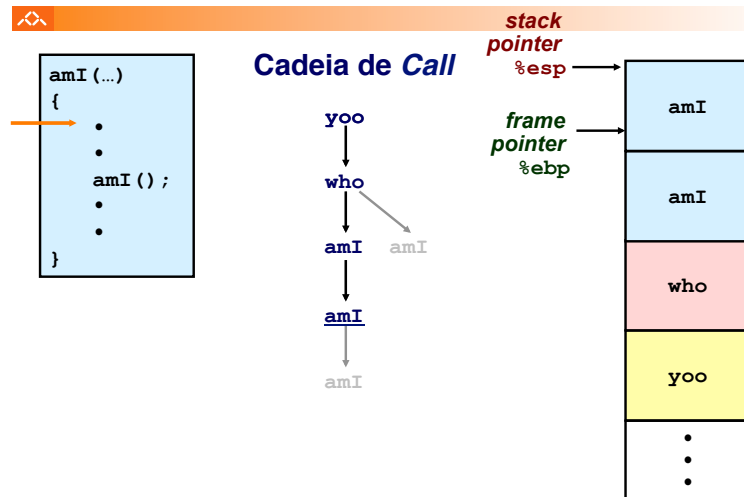 Cadeia de Call
amI(…)
{
•
•
amI();
•
•
}
yoo
who
amI
amI
amI
amI
stack
pointer
%esp
frame
pointer
%ebp
amI
amI
who
yoo
•
•
•